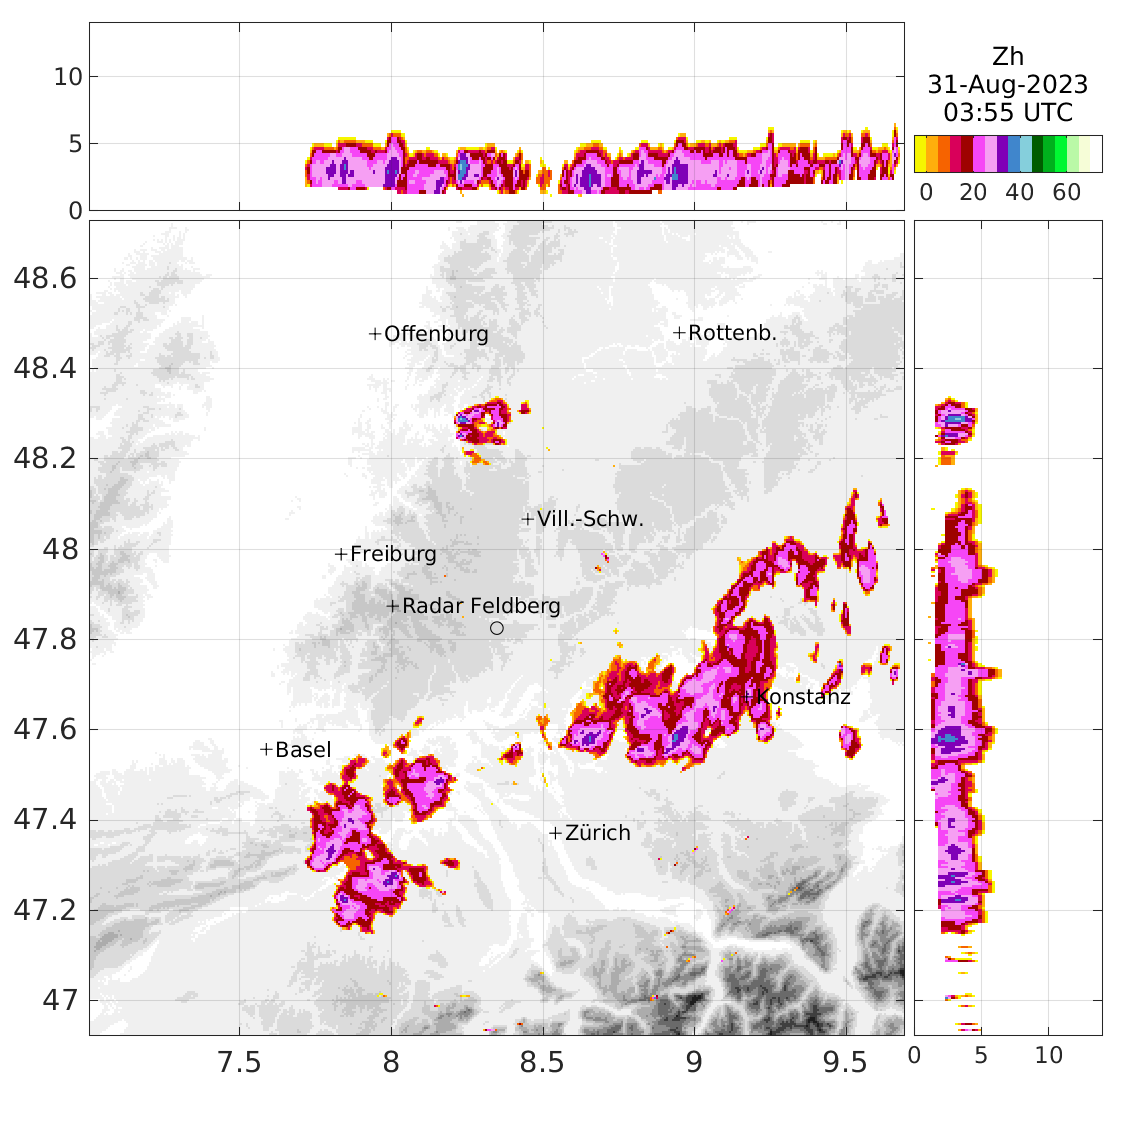 10
5
0
Zh
31-Aug-2023
03:55 UTC
0 20 40 60
48.6
48.4
48.2
48
47.8
47.6
47.4
47.2
47
+Offenburg
+Rottenb.
+Vill.-Schw.
+Freiburg
+Radar Feldberg
+Konstanz
+Basel
+Zürich
7.5 8 8.5 9 9.5
0 5 10